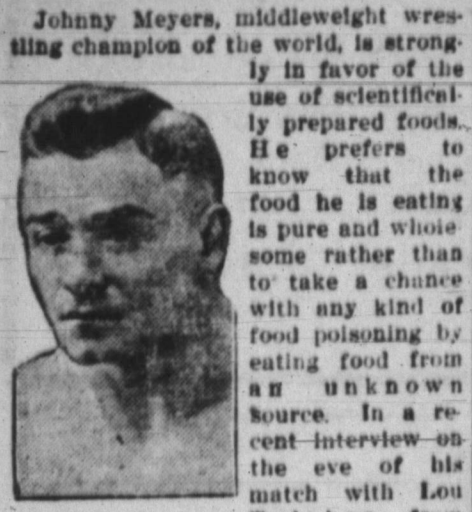 Johnny Meyers, middleweight wres-
tling champion of the world, is strong-
ly in favor of the
use of scientifical-
ly prepared foods.
He prefers to
know that the
food he is eating
is pure and whole-
some rather than
to take a chance
with any kind of
food poisoning by
eating food from
an unknown
source. In a re-
cent interview on
the eve of his
match with Lou